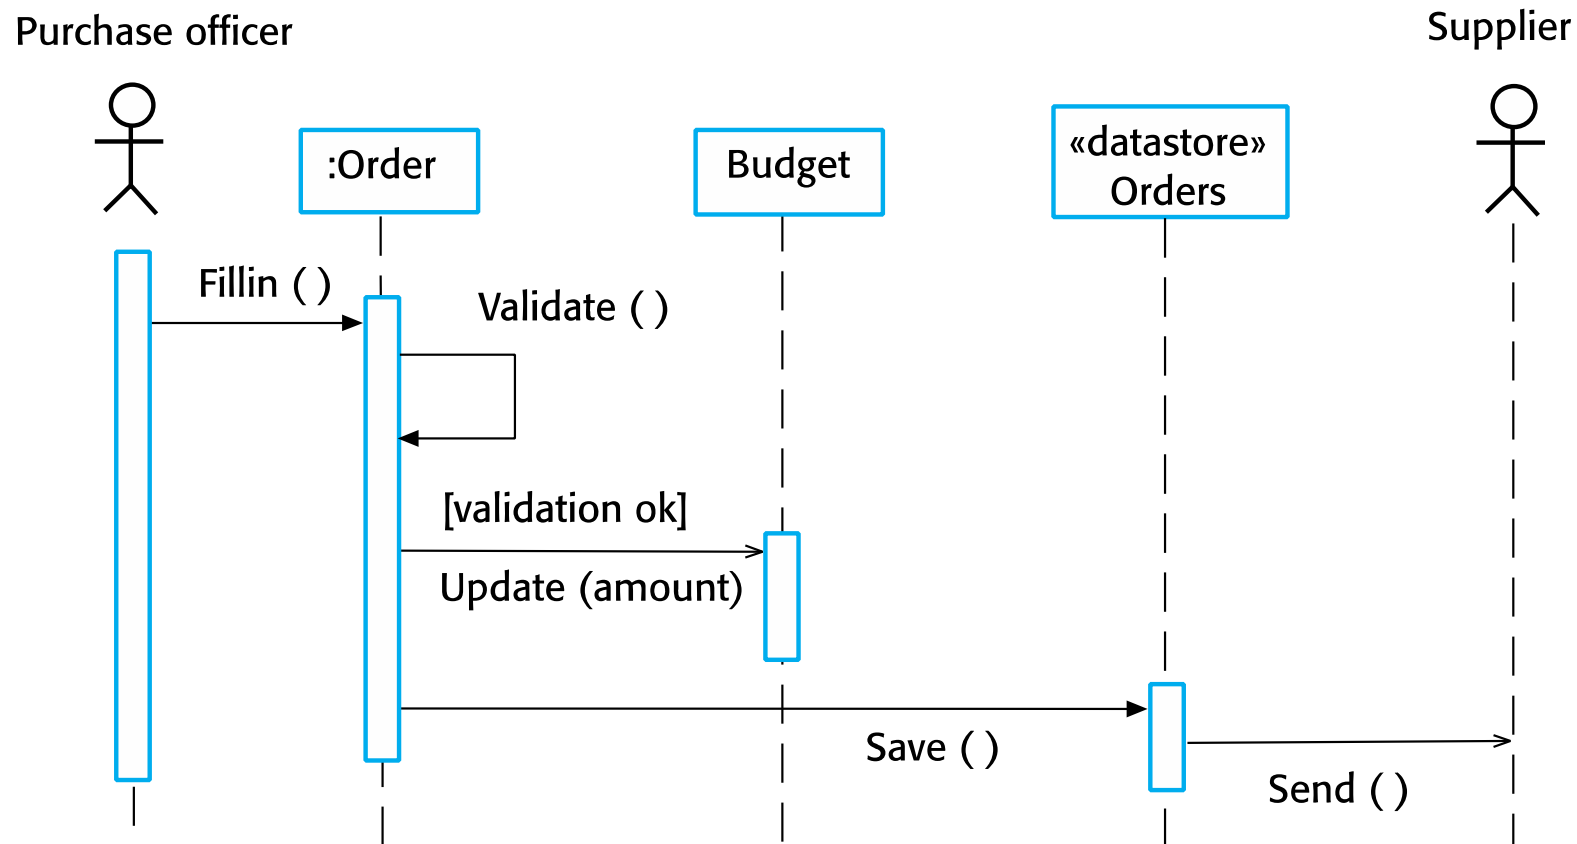 Purchase officer
Supplier
:Order
Budget
«datastore»
Orders
Fillin ( )
Validate ( )
[validation ok]
Update (amount)
Save ( )
Send ( )